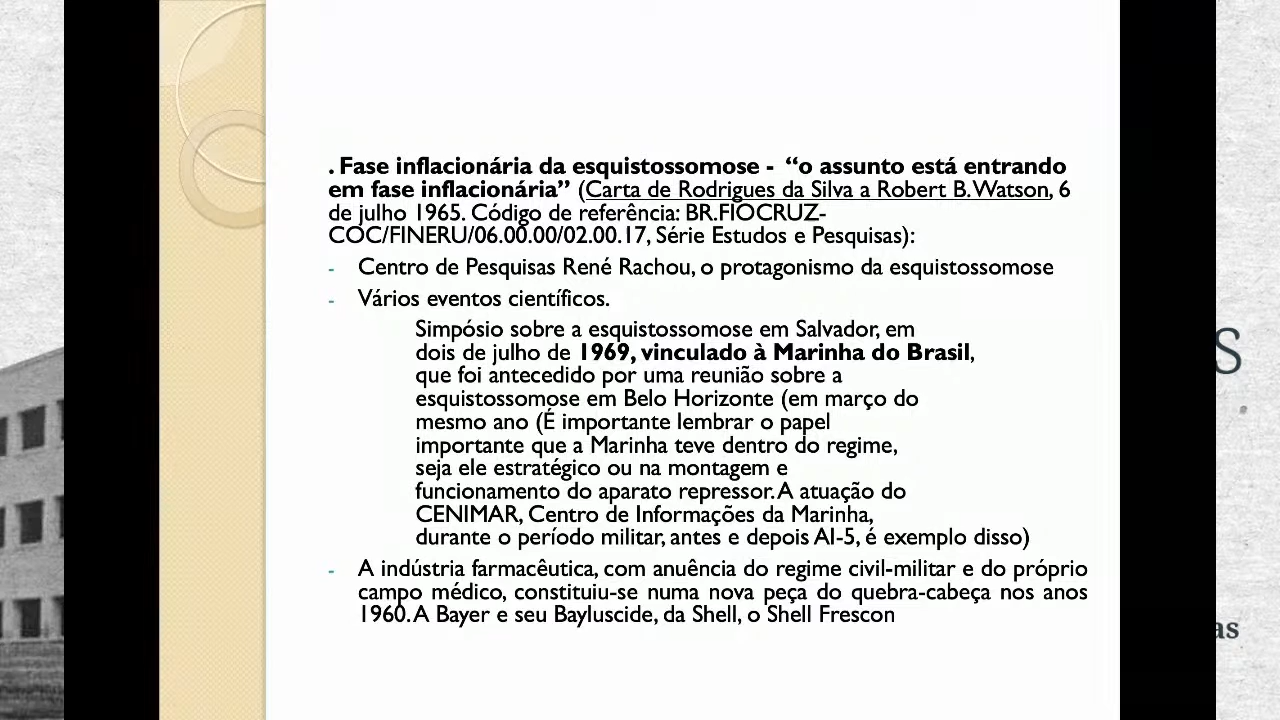 . Fase inflacionária da esquistossomose - “o assunto está entrando
em fase inflacionária” (Carta de Rodrigues da Silva a Robert B. Watson, 6
de julho 1965. Código de referência: BR.FIOCRUZ-
COC/FINERU/06.00.00/02.00.17, Série Estudos e Pesquisas):
- Centro de Pesquisas René Rachou, o protagonismo da esquistossomose
- Vários eventos científicos.
Simpósio sobre a esquistossomose em Salvador, em
dois de julho de 1969, vinculado à Marinha do Brasil,
que foi antecedido por uma reunião sobre a
esquistossomose em Belo Horizonte (em março do
mesmo ano (É importante lembrar o papel
importante que a Marinha teve dentro do regime,
seja ele estratégico ou na montagem e
funcionamento do aparato repressor. A atuação do
CENIMAR, Centro de Informações da Marinha,
durante o período militar, antes e depois AI-5, é exemplo disso)
- A indústria farmacêutica, com anuência do regime civil-militar e do próprio
campo médico, constituiu-se numa nova peça do quebra-cabeça nos anos
1960. A Bayer e seu Bayluscide, da Shell, o Shell Frescon
S
as